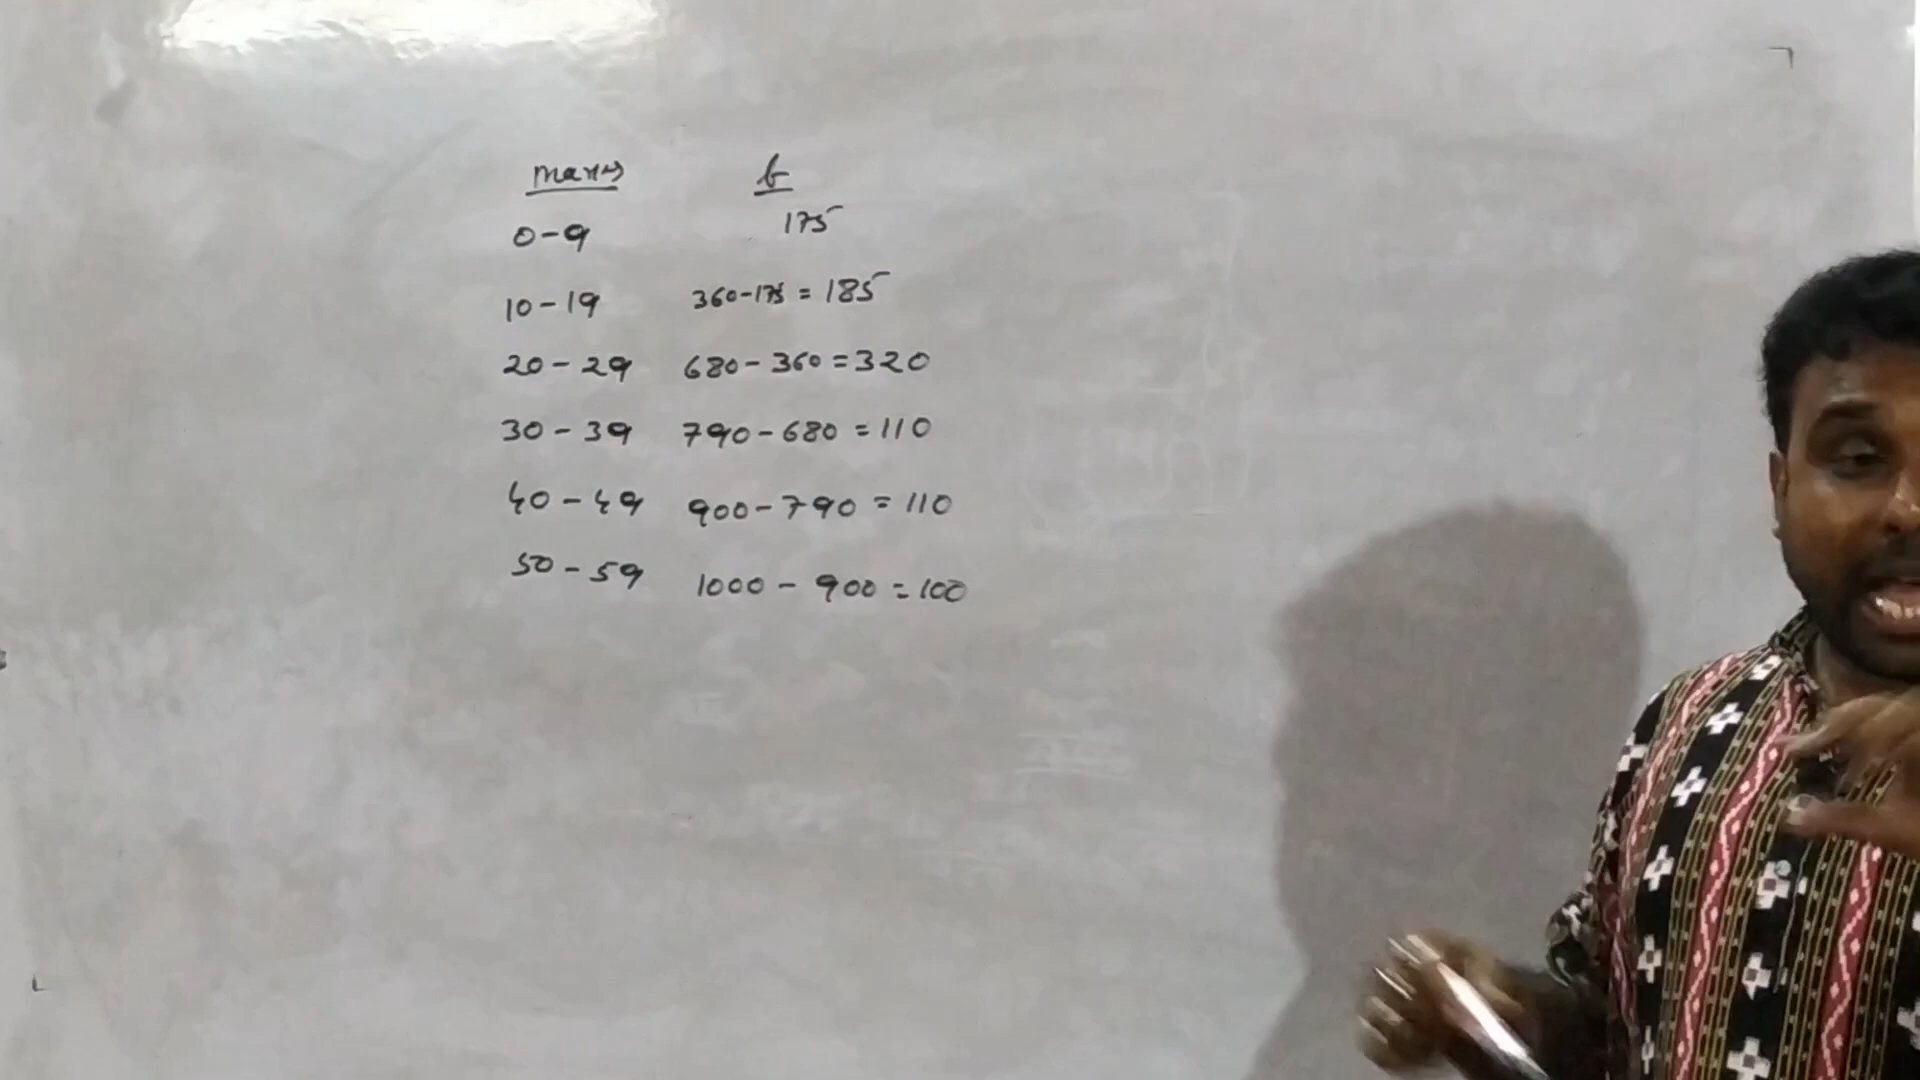 Marks f
0-9 175
10-19 360-175 = 185
20-29 680-360 = 320
30-39 790-680 = 110
40-49 900-790 = 110
50-59 1000-900 = 100